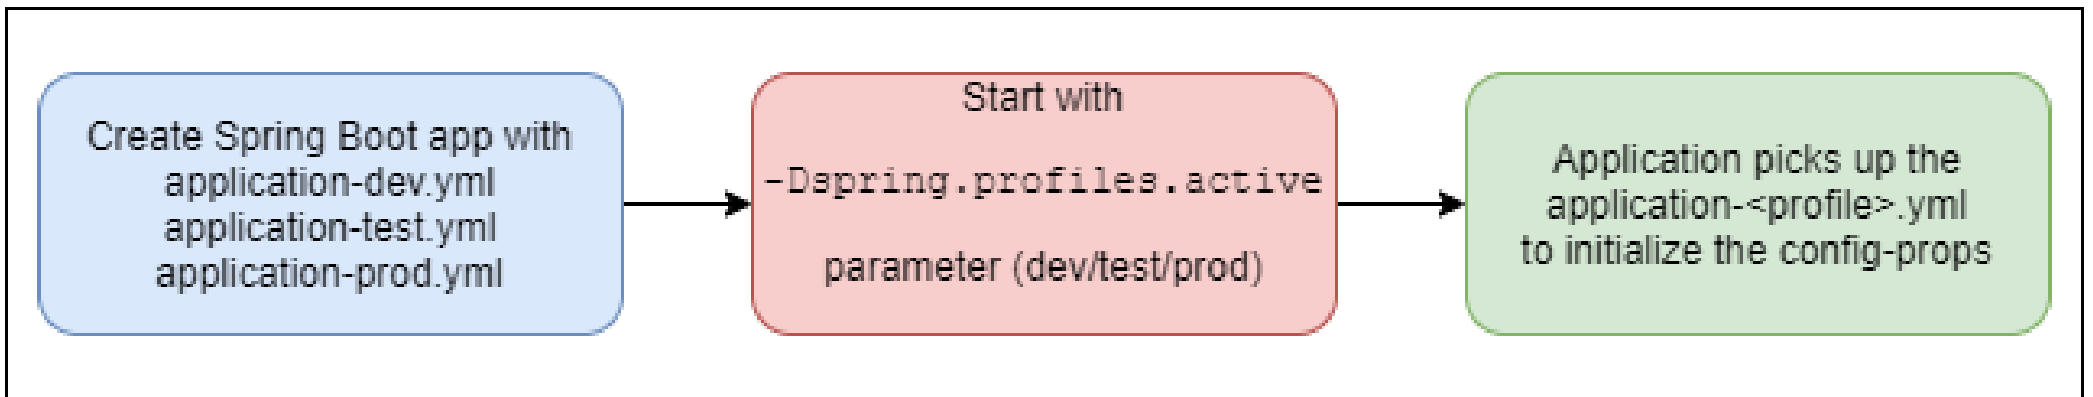 Create Spring Boot app with
application-dev.yml
application-test.yml
application-prod.yml
Start with
-Dspring.profiles.active
parameter (dev/test/prod)
Application picks up the
application-<profile>.yml
to initialize the config-props